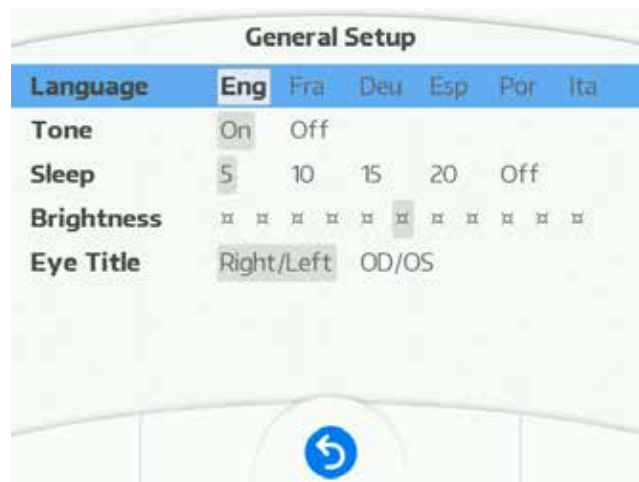 General Setup
Language Eng Fra Deu Esp Por Ita
Tone On Off
Sleep 5 10 15 20 Off
Brightness ¤ ¤ ¤ ¤ ¤ ¤ ¤ ¤ ¤ ¤ ¤
Eye Title Right/Left OD/OS